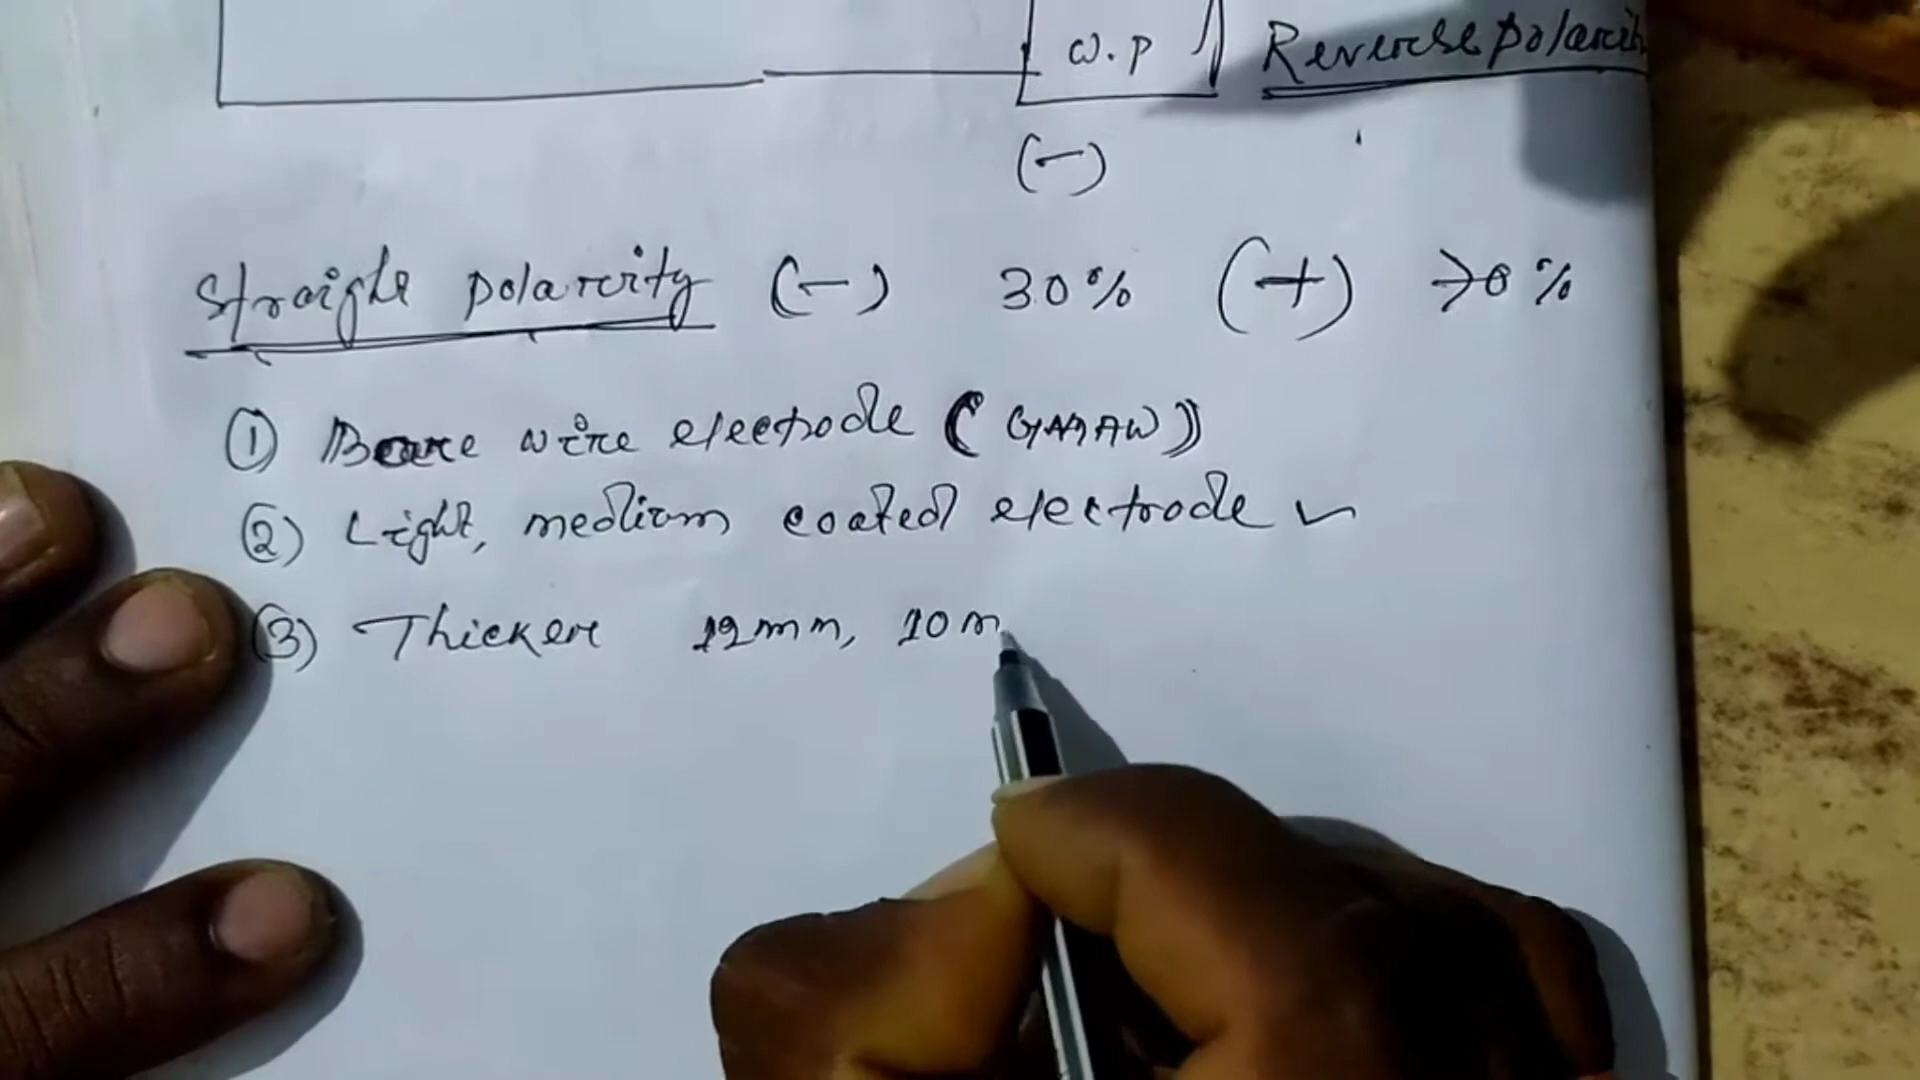 W.P Reverse polarit
(-)
Straight polarity (-) 30% (+) 70%
① Bare wire electrode (GMAW)
② Light, medium coated electrode
③ Thicker 12mm, 10m